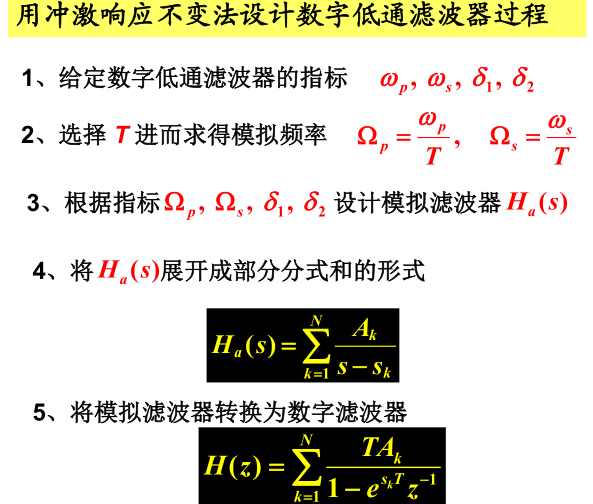 用冲激响应不变法设计数字低通滤波器过程
1、给定数字低通滤波器的指标 ωp, ωs, δ1, δ2
2、选择 T 进而求得模拟频率 Ωp = ωp/T, Ωs = ωs/T
3、根据指标Ωp, Ωs, δ1, δ2 设计模拟滤波器Ha(s)
4、将Ha(s)展开成部分分式和的形式
Ha(s) = ∑_{k=1}^{N} Ak/(s − sk)
5、将模拟滤波器转换为数字滤波器
H(z) = ∑_{k=1}^{N} TAk/(1 − e^{skT} z^{−1})